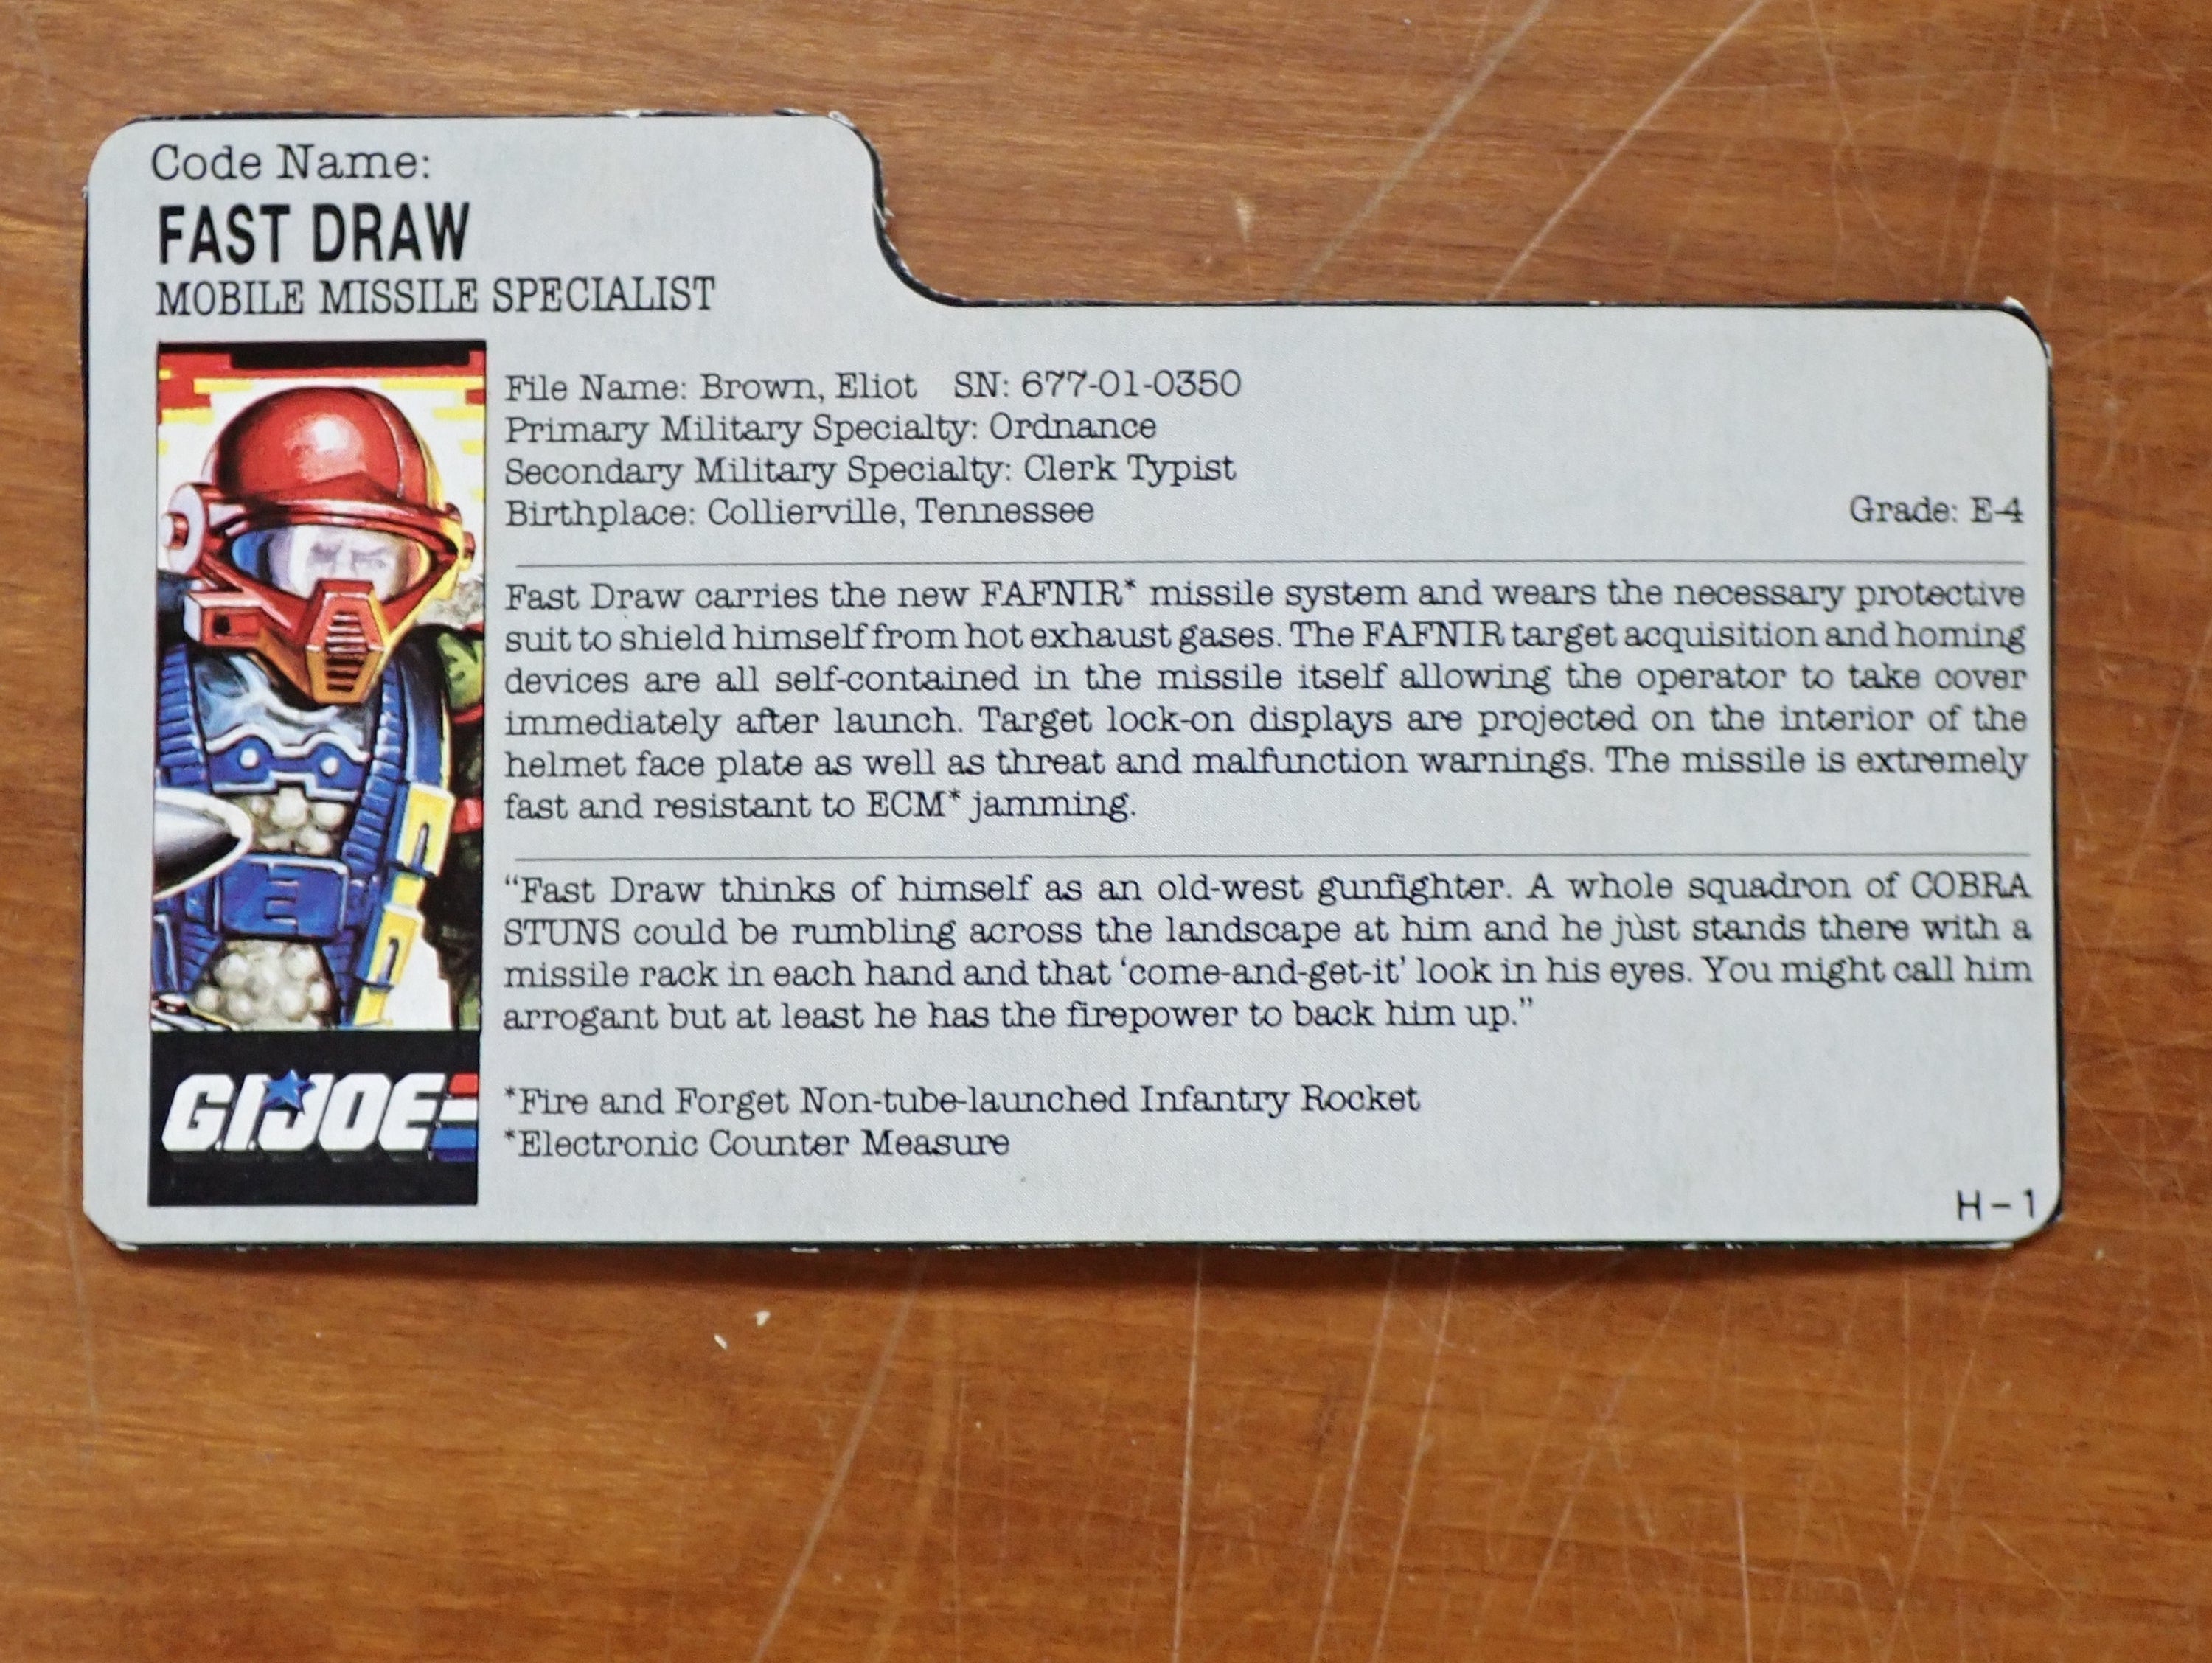 Code Name:
FAST DRAW
MOBILE MISSILE SPECIALIST
File Name: Brown, Eliot SN: 677-01-0350
Primary Military Specialty: Ordnance
Secondary Military Specialty: Clerk Typist
Birthplace: Collierville, Tennessee Grade: E-4
Fast Draw carries the new FAFNIR* missile system and wears the necessary protective
suit to shield himself from hot exhaust gases. The FAFNIR target acquisition and homing
devices are all self-contained in the missile itself allowing the operator to take cover
immediately after launch. Target lock-on displays are projected on the interior of the
helmet face plate as well as threat and malfunction warnings. The missile is extremely
fast and resistant to ECM* jamming.
“Fast Draw thinks of himself as an old-west gunfighter. A whole squadron of COBRA
STUNS could be rumbling across the landscape at him and he just stands there with a
missile rack in each hand and that ‘come-and-get-it’ look in his eyes. You might call him
arrogant but at least he has the firepower to back him up.”
*Fire and Forget Non-tube-launched Infantry Rocket
*Electronic Counter Measure
G.I. JOE
H-1